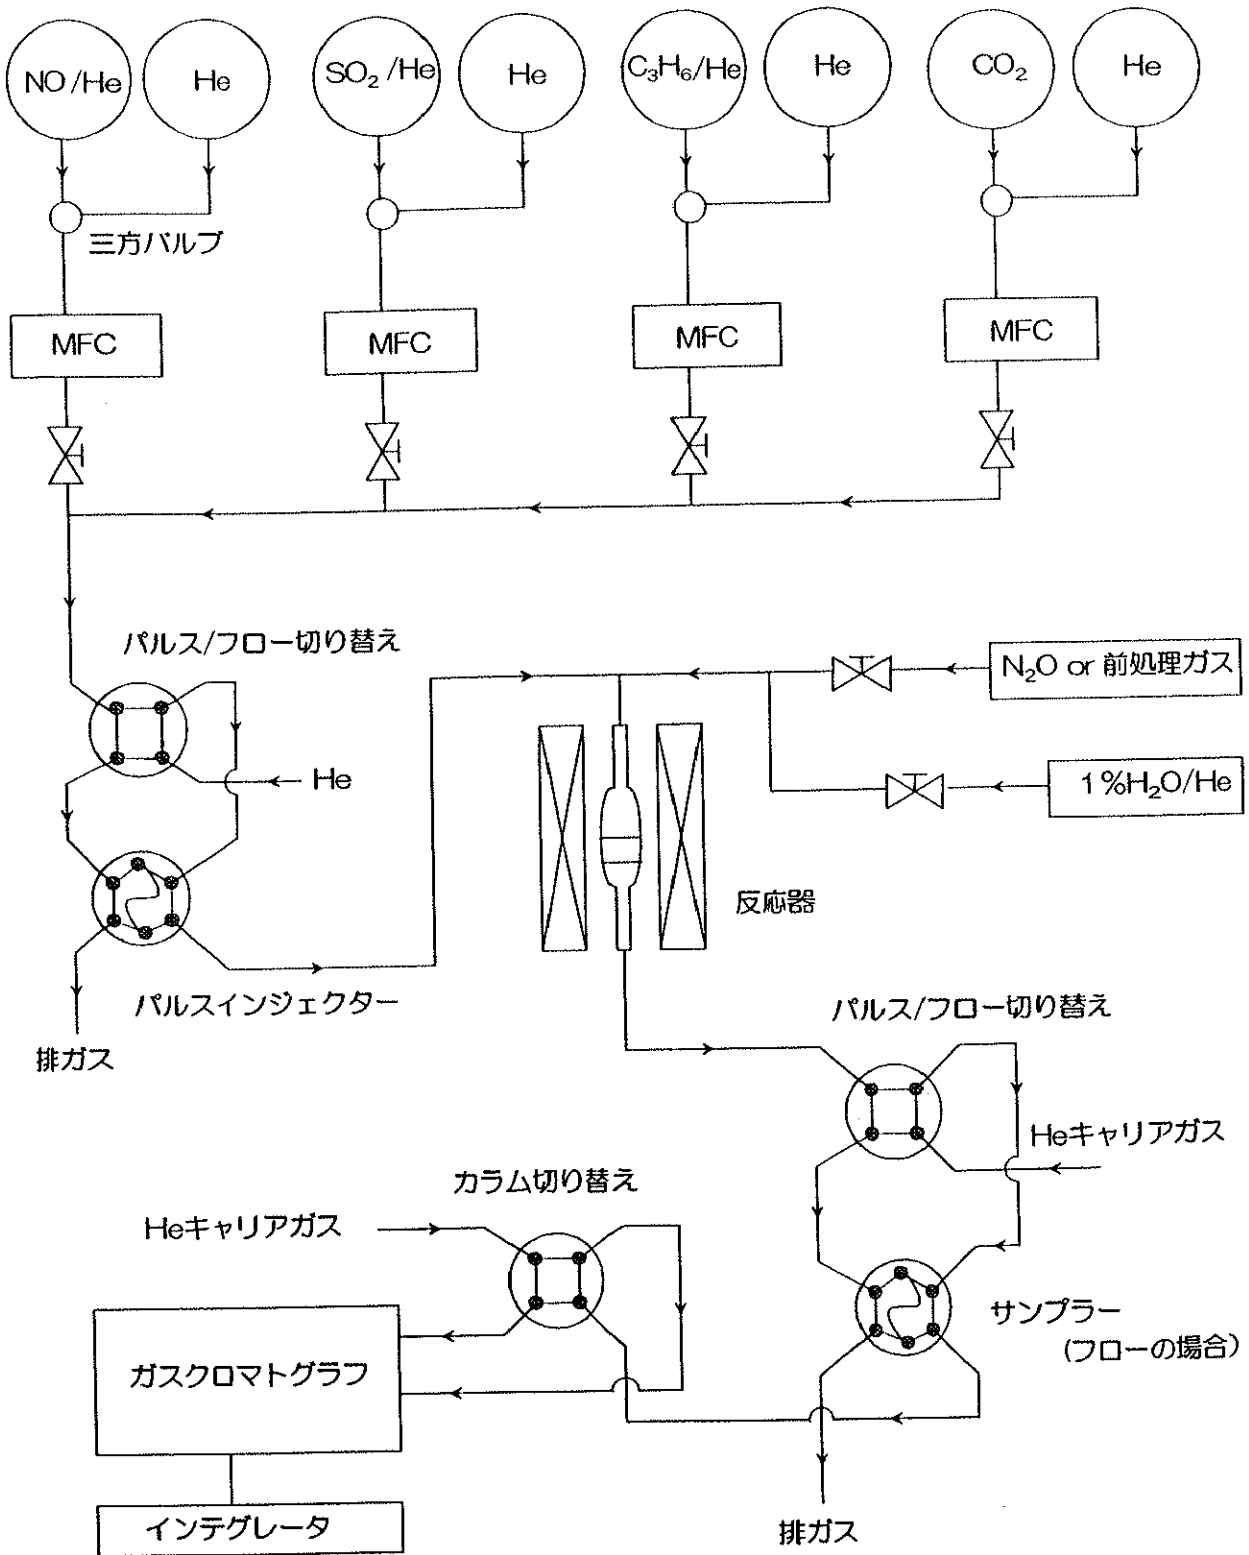 NO/He
He
SO₂/He
He
C₃H₆/He
He
CO₂
He
三方バルブ
MFC
MFC
MFC
MFC
パルス/フロー切り替え
N₂O or 前処理ガス
He
1%H₂O/He
反応器
パルスインジェクター
排ガス
パルス/フロー切り替え
Heキャリアガス
カラム切り替え
Heキャリアガス
サンプラー
(フローの場合)
ガスクロマトグラフ
インテグレータ
排ガス